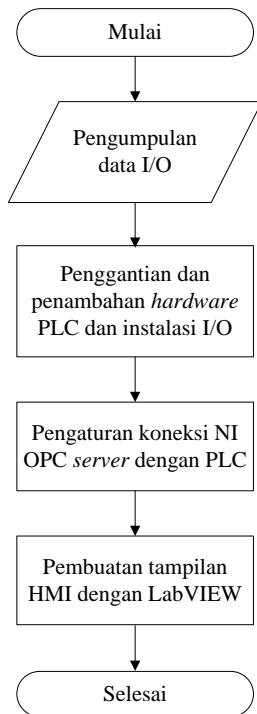 Mulai
Pengumpulan
data I/O
Penggantian dan
penambahan hardware
PLC dan instalasi I/O
Pengaturan koneksi NI
OPC server dengan PLC
Pembuatan tampilan
HMI dengan LabVIEW
Selesai